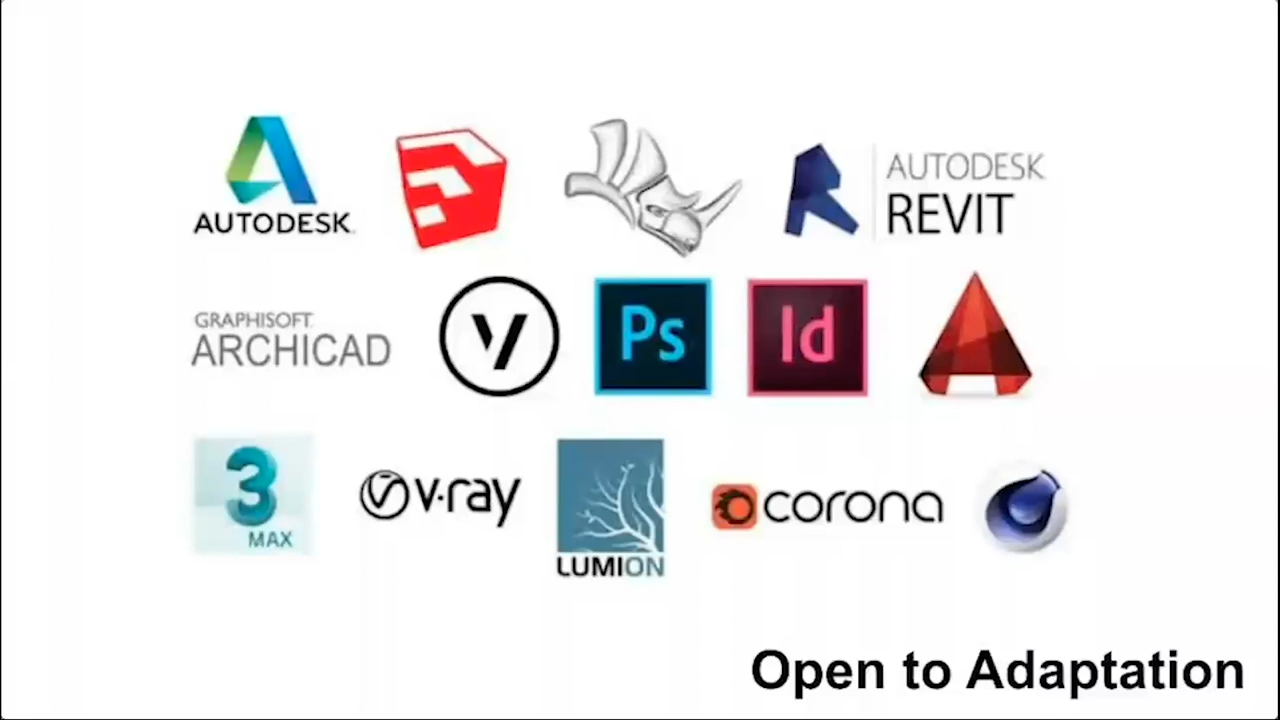 AUTODESK.
AUTODESK
REVIT
GRAPHISOFT.
ARCHICAD
Ps
Id
3
MAX
v·ray
LUMION
corona
Open to Adaptation